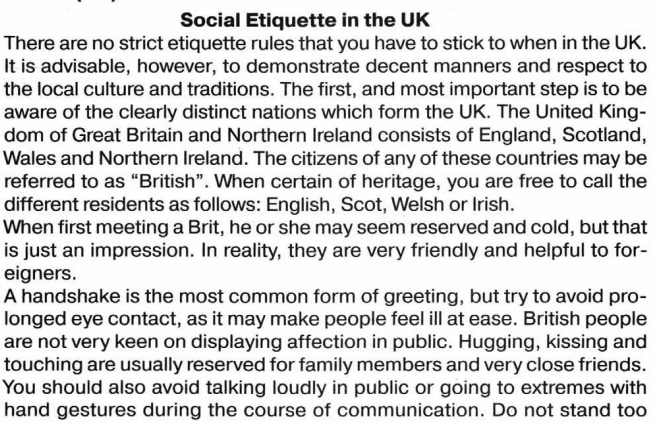 Social Etiquette in the UK
There are no strict etiquette rules that you have to stick to when in the UK.
It is advisable, however, to demonstrate decent manners and respect to
the local culture and traditions. The first, and most important step is to be
aware of the clearly distinct nations which form the UK. The United King-
dom of Great Britain and Northern Ireland consists of England, Scotland,
Wales and Northern Ireland. The citizens of any of these countries may be
referred to as “British”. When certain of heritage, you are free to call the
different residents as follows: English, Scot, Welsh or Irish.
When first meeting a Brit, he or she may seem reserved and cold, but that
is just an impression. In reality, they are very friendly and helpful to for-
eigners.
A handshake is the most common form of greeting, but try to avoid pro-
longed eye contact, as it may make people feel ill at ease. British people
are not very keen on displaying affection in public. Hugging, kissing and
touching are usually reserved for family members and very close friends.
You should also avoid talking loudly in public or going to extremes with
hand gestures during the course of communication. Do not stand too